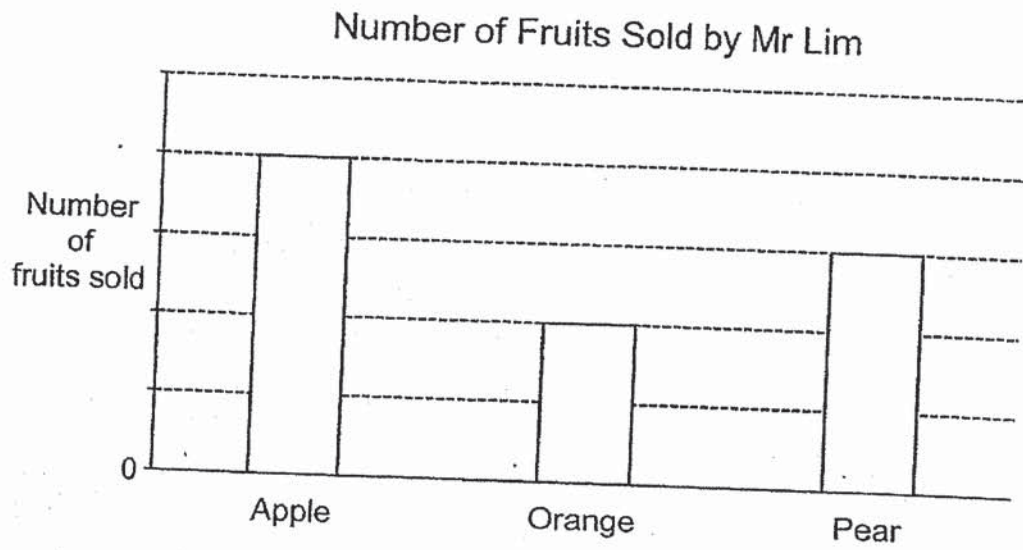 Number of Fruits Sold by Mr Lim
Number
of
fruits sold
0
Apple
Orange
Pear